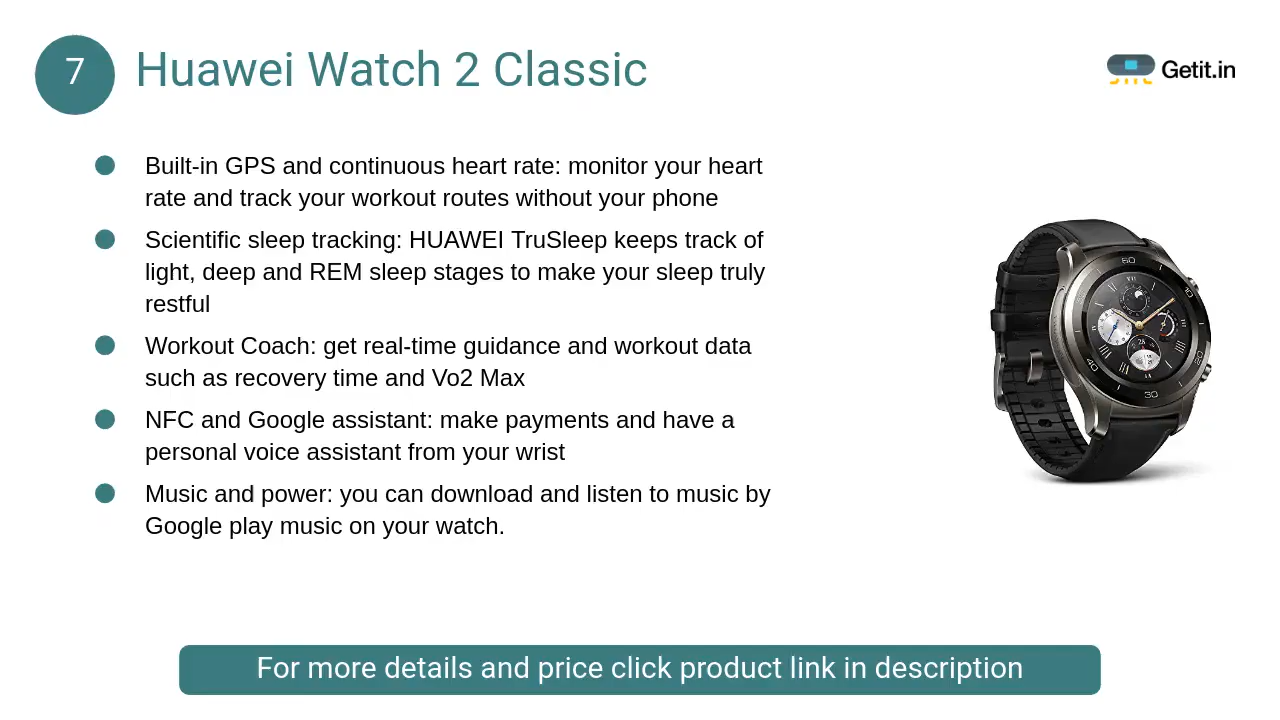 7
Huawei Watch 2 Classic
Getit.in
Built-in GPS and continuous heart rate: monitor your heart
rate and track your workout routes without your phone
Scientific sleep tracking: HUAWEI TruSleep keeps track of
light, deep and REM sleep stages to make your sleep truly
restful
Workout Coach: get real-time guidance and workout data
such as recovery time and Vo2 Max
NFC and Google assistant: make payments and have a
personal voice assistant from your wrist
Music and power: you can download and listen to music by
Google play music on your watch.
60
10
20
30
40
For more details and price click product link in description